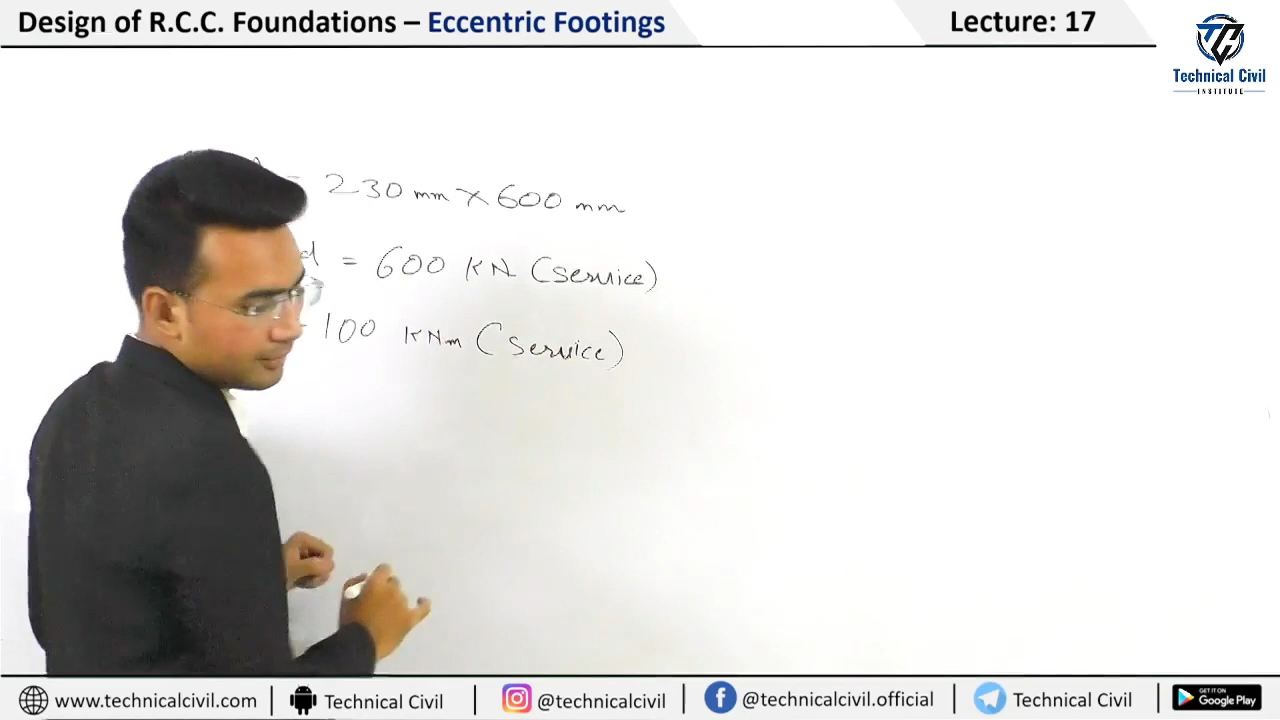 Design of R.C.C. Foundations – Eccentric Footings
Lecture: 17
Technical Civil
INSTITUTE
= 230 mm × 600 mm
d = 600 KN (Service)
100 KNm (Service)
www.technicalcivil.com
Technical Civil
@technicalcivil
@technicalcivil.official
Technical Civil
GET IT ON
Google Play